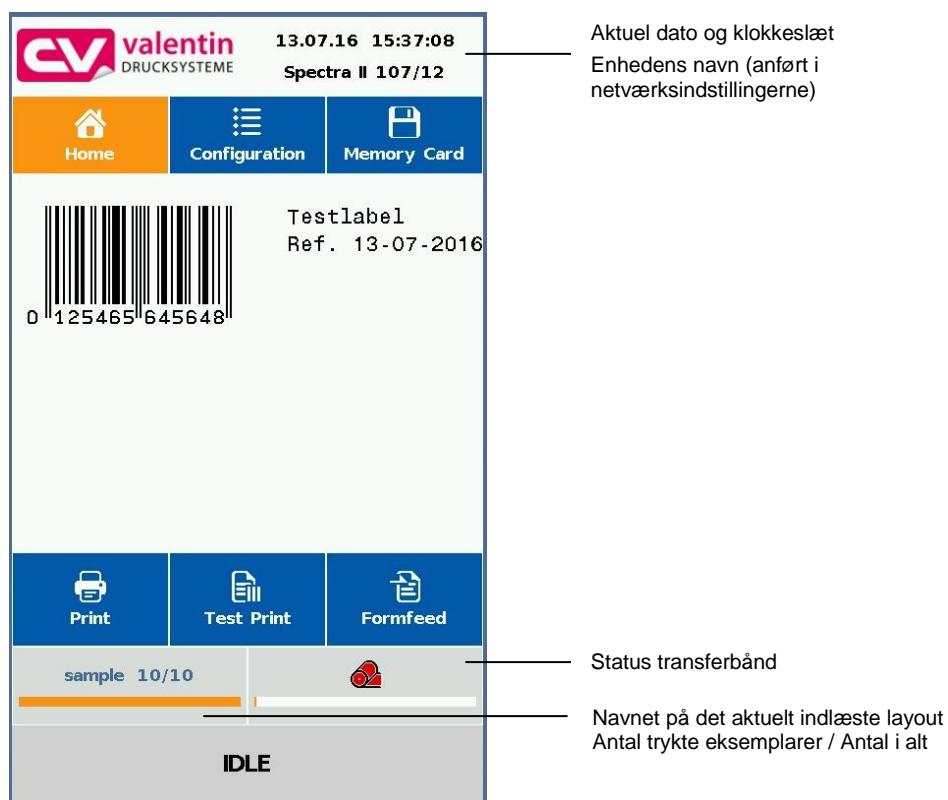 valentin
DRUCKSYSTEME
13.07.16 15:37:08
Spectra II 107/12
Aktuel dato og klokkeslæt
Enhedens navn (anført i
netværksindstillingerne)
Home
Configuration
Memory Card
Testlabel
Ref. 13-07-2016
0 125465 645648
Print
Test Print
Formfeed
sample 10/10
Status transferbånd
Navnet på det aktuelt indlæste layout
Antal trykte eksemplarer / Antal i alt
IDLE